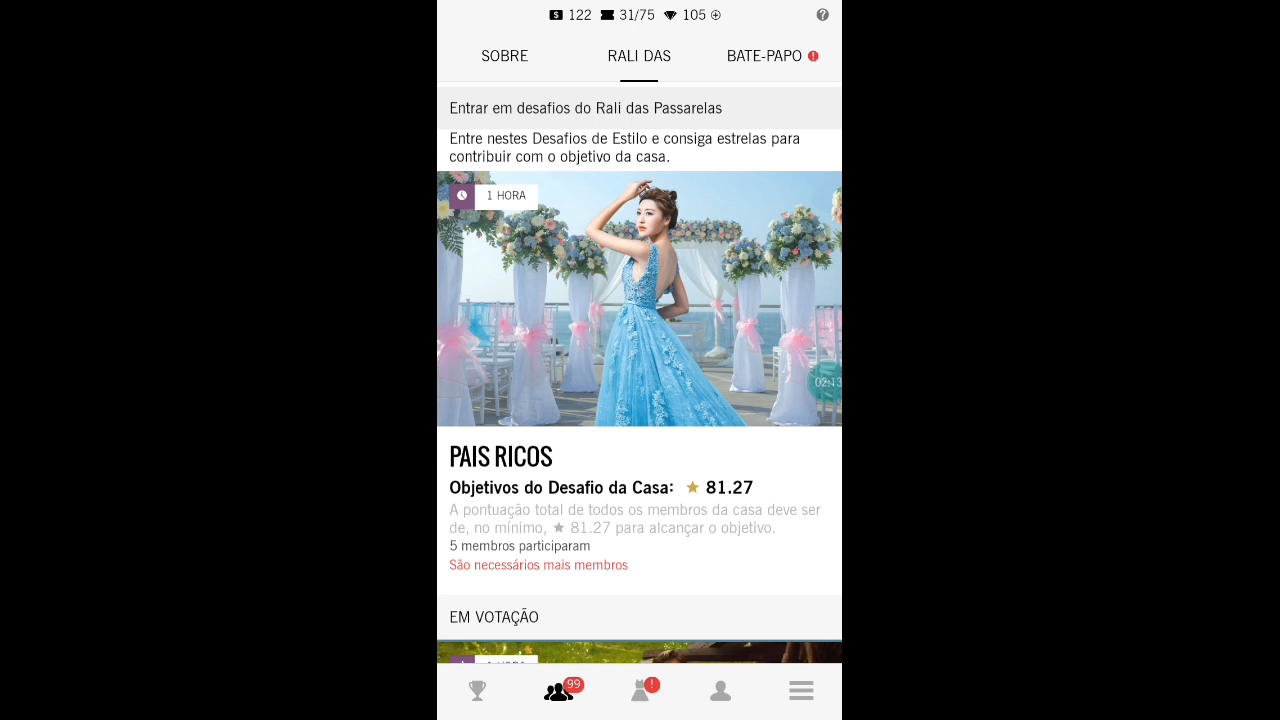 122 31/75 105
SOBRE RALI DAS BATE-PAPO !
Entrar em desafios do Rali das Passarelas
Entre nestes Desafios de Estilo e consiga estrelas para
contribuir com o objetivo da casa.
1 HORA
02:13
PAIS RICOS
Objetivos do Desafio da Casa: ★ 81.27
A pontuação total de todos os membros da casa deve ser
de, no mínimo, ★ 81.27 para alcançar o objetivo.
5 membros participaram
São necessários mais membros
EM VOTAÇÃO
1 HORA
99 !